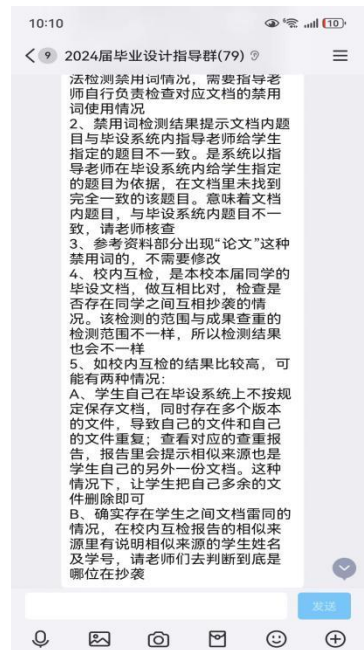 10:10
10
9 2024届毕业设计指导群(79)
法检测禁用词情况，需要指导老
师自行负责检查对应文档的禁用
词使用情况
2、禁用词检测结果提示文档内题
目与毕设系统内指导老师给学生
指定的题目不一致。是系统以指
导老师在毕设系统内给学生指定
的题目为依据，在文档里未找到
完全一致的该题目。意味着文档
内题目，与毕设系统内题目不一
致，请老师核查
3、参考资料部分出现“论文”这种
禁用词的，不需要修改
4、校内互检，是本校本届同学的
毕设文档，做互相比对，检查是
否存在同学之间互相抄袭的情
况。该检测的范围与成果查重的
检测范围不一样，所以检测结果
也会不一样
5、如校内互检的结果比较高，可
能有两种情况：
A、学生自己在毕设系统上不按规
定保存文档，同时存在多个版本
的文件，导致自己的文件和自己
的文件重复；查看对应的查重报
告，报告里会提示相似来源也是
学生自己的另外一份文档。这种
情况下，让学生把自己多余的文
件删除即可
B、确实存在学生之间文档雷同的
情况，在校内互检报告的相似来
源里有说明相似来源的学生姓名
及学号，请老师们去判断到底是
哪位在抄袭
发送